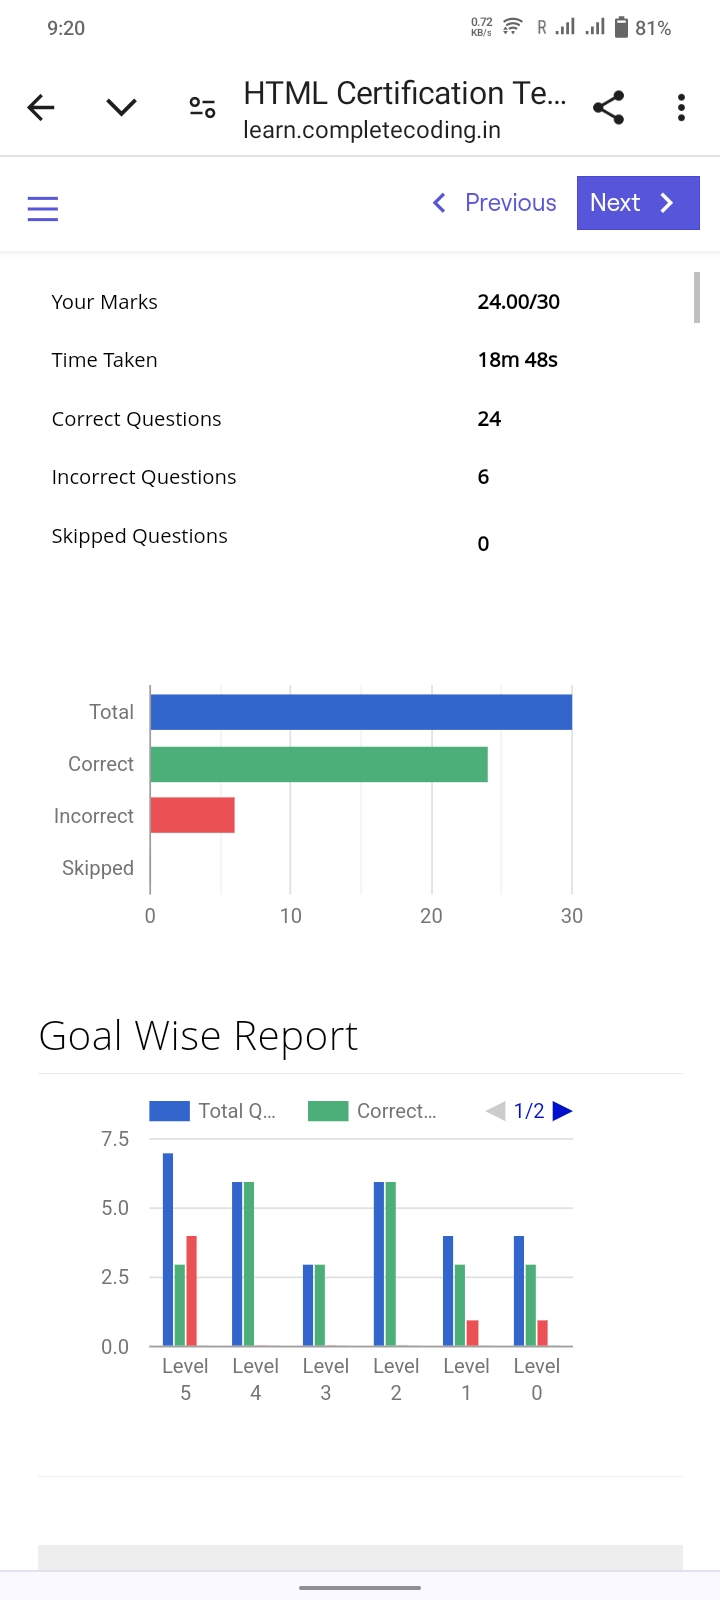 9:20
0.72 KB/s R 81%
HTML Certification Te...
learn.completecoding.in
Previous Next
Your Marks 24.00/30
Time Taken 18m 48s
Correct Questions 24
Incorrect Questions 6
Skipped Questions 0
Total
Correct
Incorrect
Skipped
0 10 20 30
Goal Wise Report
Total Q... Correct... 1/2
7.5
5.0
2.5
0.0
Level 5 Level 4 Level 3 Level 2 Level 1 Level 0